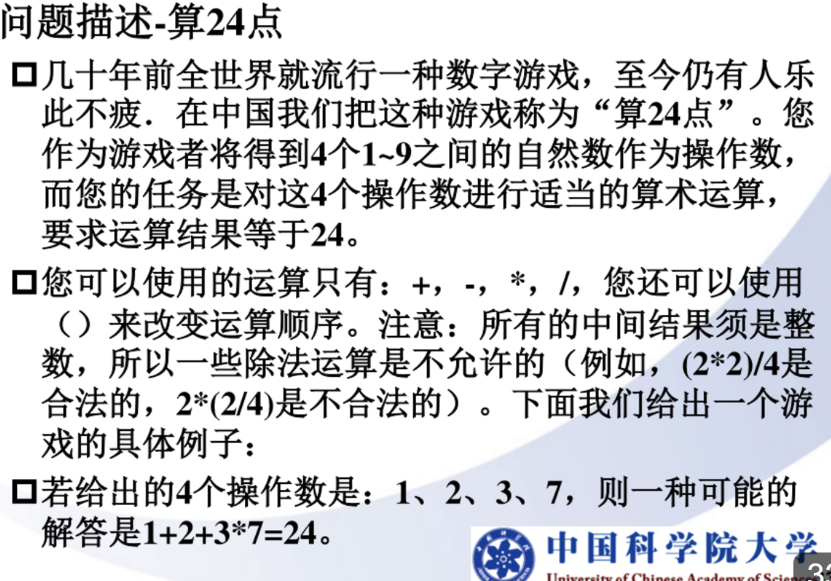 问题描述-算24点
几十年前全世界就流行一种数字游戏，至今仍有人乐
此不疲．在中国我们把这种游戏称为“算24点”。您
作为游戏者将得到4个1~9之间的自然数作为操作数，
而您的任务是对这4个操作数进行适当的算术运算，
要求运算结果等于24。
您可以使用的运算只有：+，-，*，/，您还可以使用
（）来改变运算顺序。注意：所有的中间结果须是整
数，所以一些除法运算是不允许的（例如，(2*2)/4是
合法的，2*(2/4)是不合法的）。下面我们给出一个游
戏的具体例子：
若给出的4个操作数是：1、2、3、7，则一种可能的
解答是1+2+3*7=24。
中国科学院大学
University of Chinese Academy of